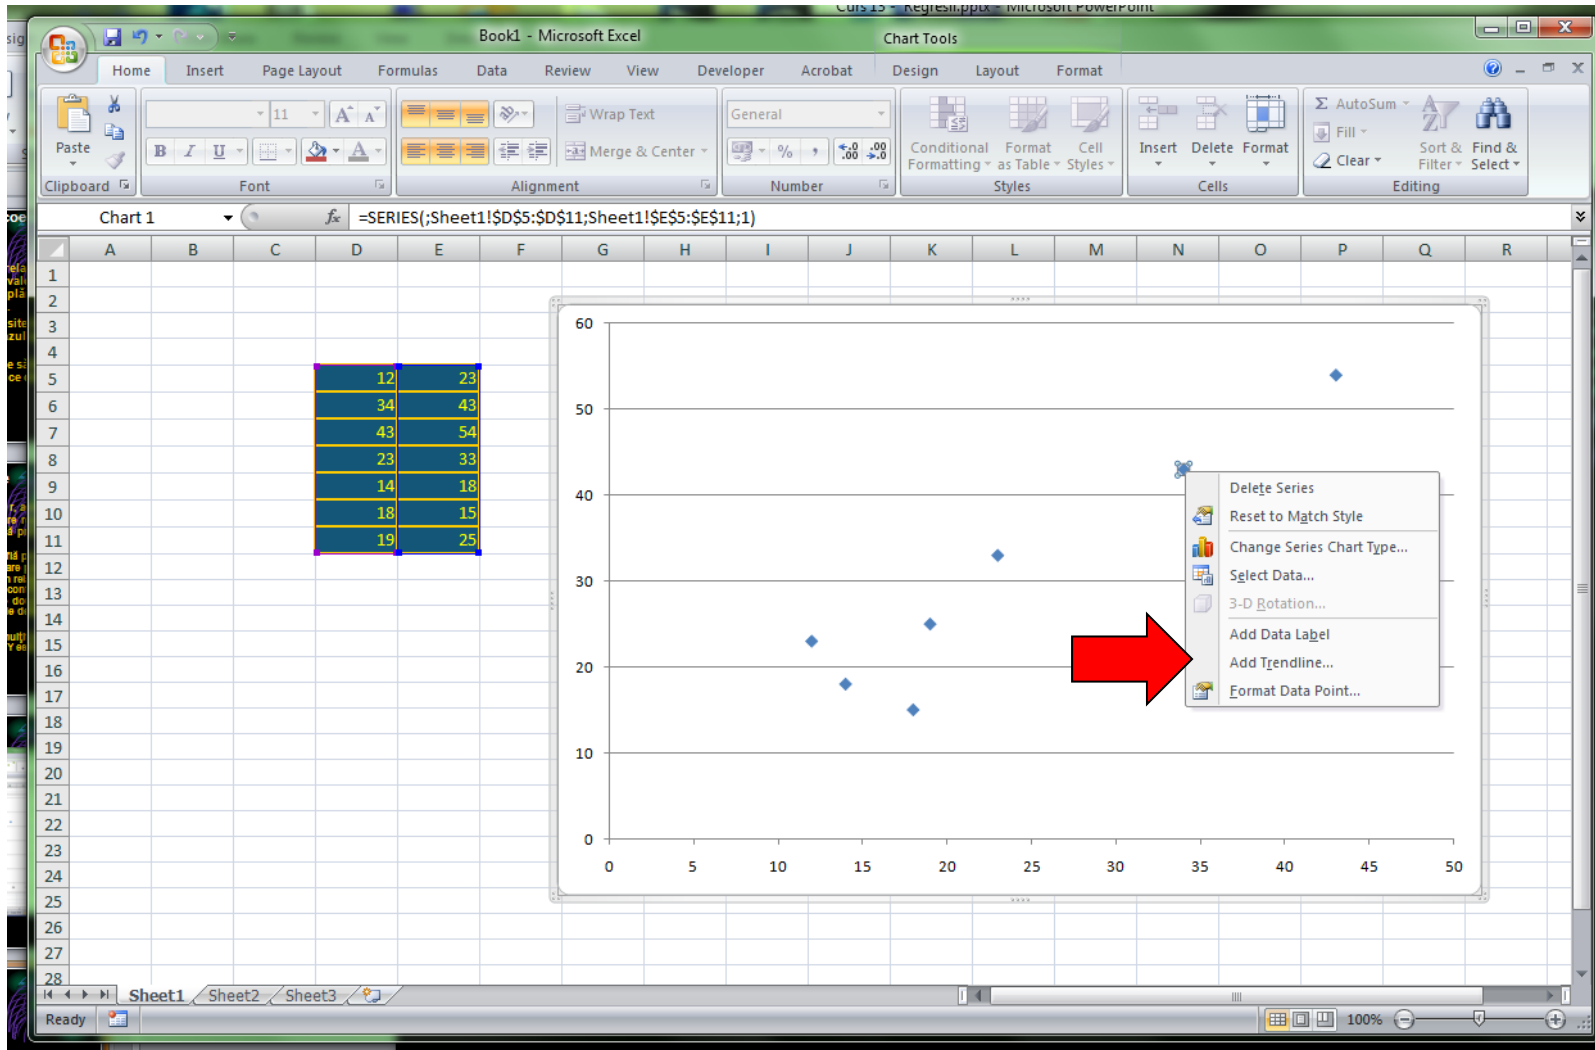 Curs 15 - Regresii.pptx - Microsoft PowerPoint
Book1 - Microsoft Excel
Chart Tools
Home Insert Page Layout Formulas Data Review View Developer Acrobat Design Layout Format
11 A A Wrap Text General Σ AutoSum
Fill
Paste B I U A Merge & Center % , Conditional Formatting Format as Table Cell Styles Insert Delete Format Clear Sort & Filter Find & Select
Clipboard Font Alignment Number Styles Cells Editing
Chart 1 fx =SERIES(;Sheet1!$D$5:$D$11;Sheet1!$E$5:$E$11;1)
A B C D E F G H I J K L M N O P Q R
1
2
3
4
5 12 23
6 34 43
7 43 54
8 23 33
9 14 18
10 18 15
11 19 25
12
13
14
15
16
17
18
19
20
21
22
23
24
25
26
27
28
60
50
40
30
20
10
0
0 5 10 15 20 25 30 35 40 45 50
Delete Series
Reset to Match Style
Change Series Chart Type...
Select Data...
3-D Rotation...
Add Data Label
Add Trendline...
Format Data Point...
Sheet1 Sheet2 Sheet3
Ready 100%